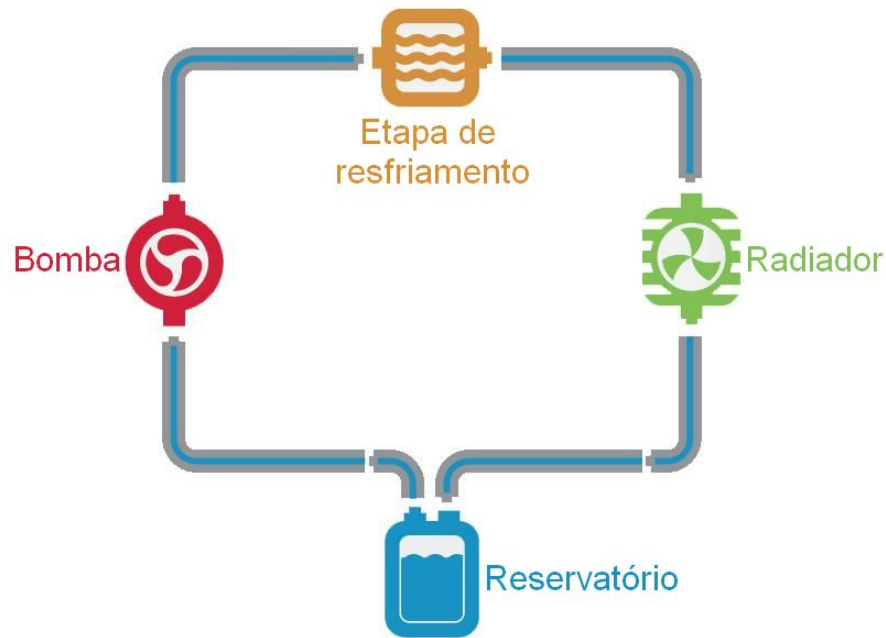 Etapa de
resfriamento
Bomba
Radiador
Reservatório